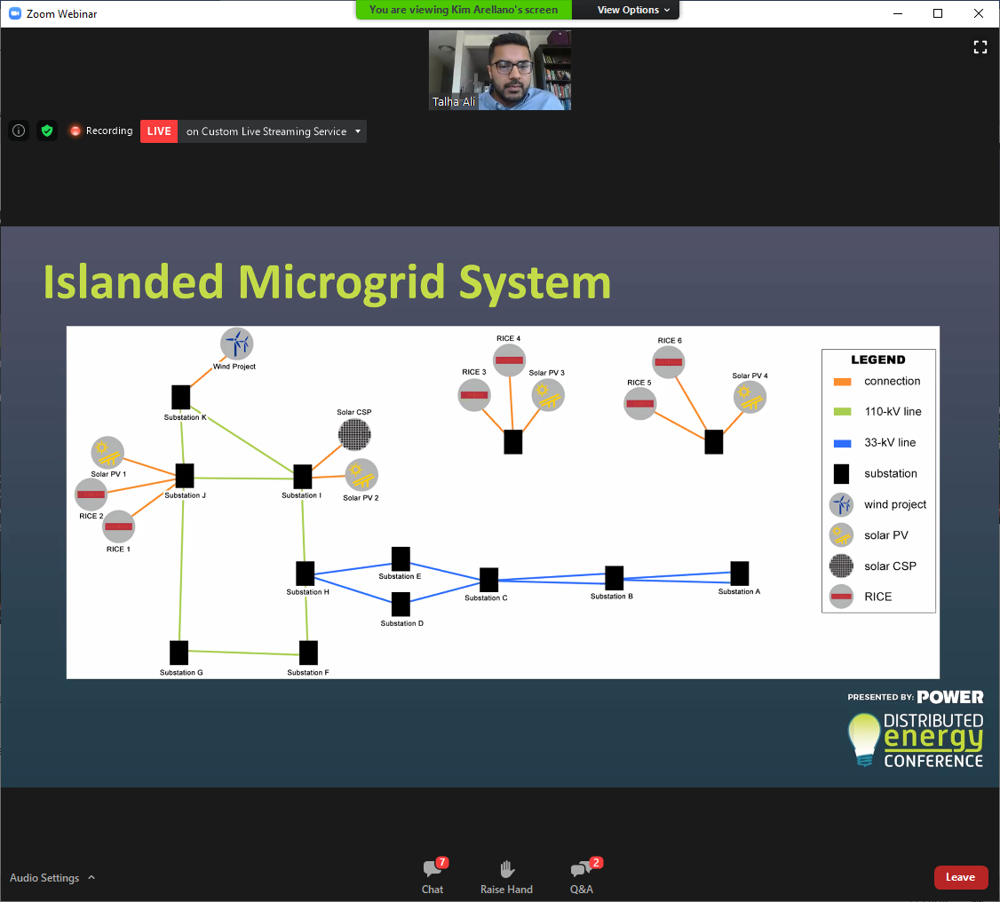 Zoom Webinar
You are viewing Kim Arellano's screen
View Options
Talha Ali
Recording
LIVE
on Custom Live Streaming Service
Islanded Microgrid System
Wind Project
Substation K
Solar CSP
Solar PV 1
Substation J
Substation I
Solar PV 2
RICE 2
RICE 1
RICE 4
RICE 3
Solar PV 3
RICE 6
RICE 5
Solar PV 4
Substation H
Substation E
Substation D
Substation C
Substation B
Substation A
Substation G
Substation F
LEGEND
connection
110-kV line
33-kV line
substation
wind project
solar PV
solar CSP
RICE
PRESENTED BY: POWER
DISTRIBUTED
energy
CONFERENCE
Audio Settings
7
Chat
Raise Hand
2
Q&A
Leave